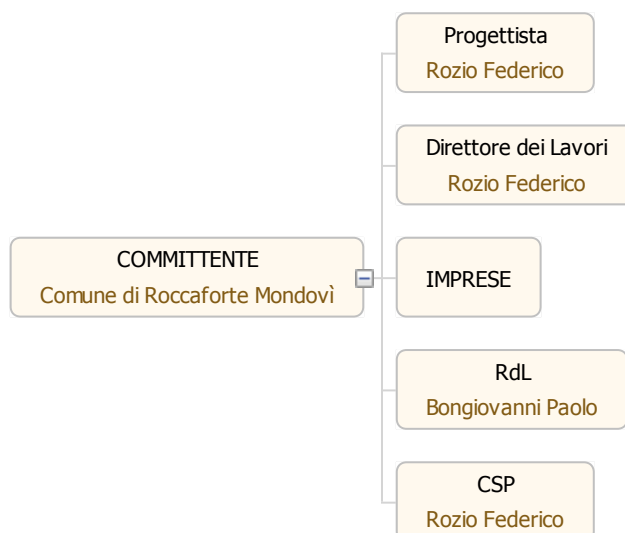 Progettista
Rozio Federico
Direttore dei Lavori
Rozio Federico
COMMITTENTE
Comune di Roccaforte Mondovì
IMPRESE
RdL
Bongiovanni Paolo
CSP
Rozio Federico